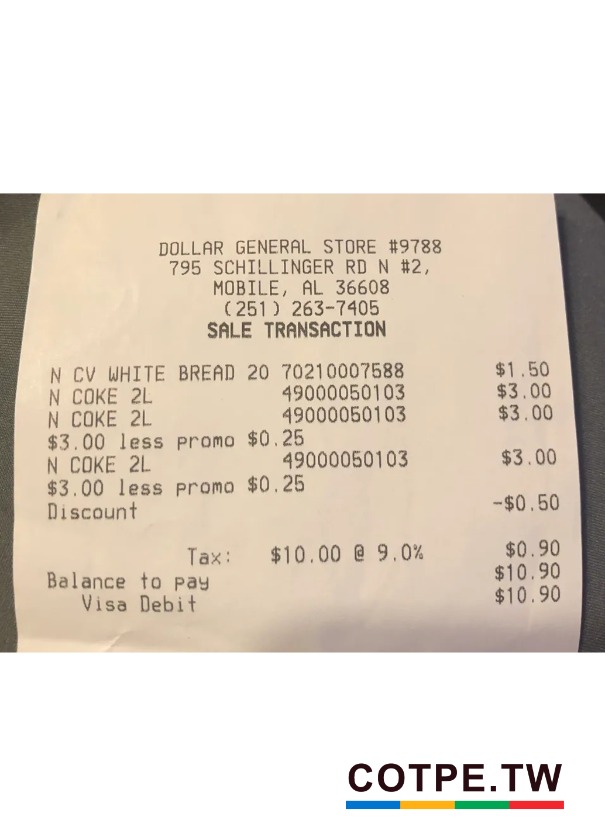 DOLLAR GENERAL STORE #9788
795 SCHILLINGER RD N #2,
MOBILE, AL 36608
(251) 263-7405
SALE TRANSACTION
N CV WHITE BREAD 20 70210007588 $1.50
N COKE 2L 49000050103 $3.00
N COKE 2L 49000050103 $3.00
$3.00 less promo $0.25
N COKE 2L 49000050103 $3.00
$3.00 less promo $0.25
Discount -$0.50
Tax: $10.00 @ 9.0% $0.90
Balance to pay $10.90
Visa Debit $10.90
COTPE.TW